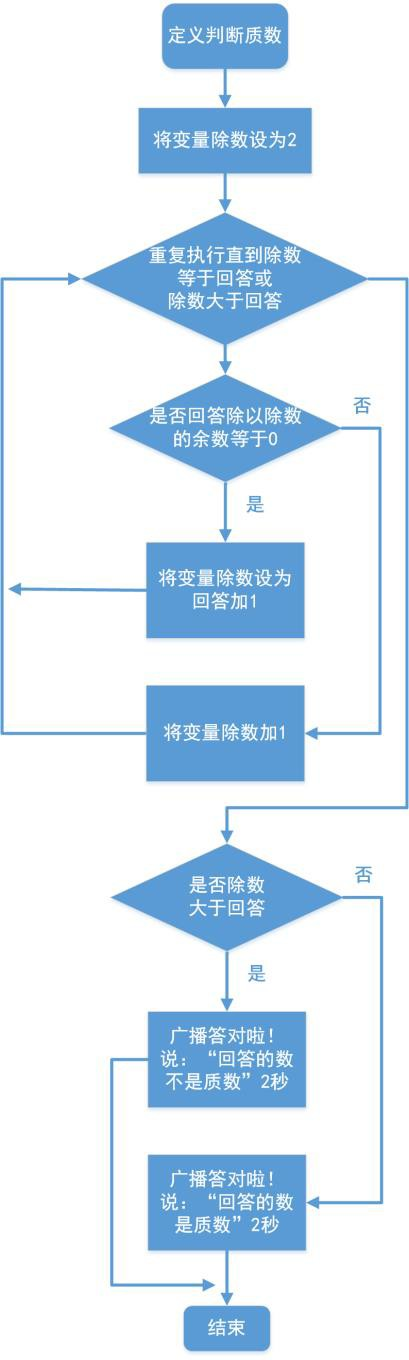 定义判断质数
将变量除数设为2
重复执行直到除数
等于回答或
除数大于回答
是否回答除以除数
的余数等于0
否
是
将变量除数设为
回答加1
将变量除数加1
是否除数
大于回答
否
是
广播答对啦！
说：“回答的数
不是质数”2秒
广播答对啦！
说：“回答的数
是质数”2秒
结束